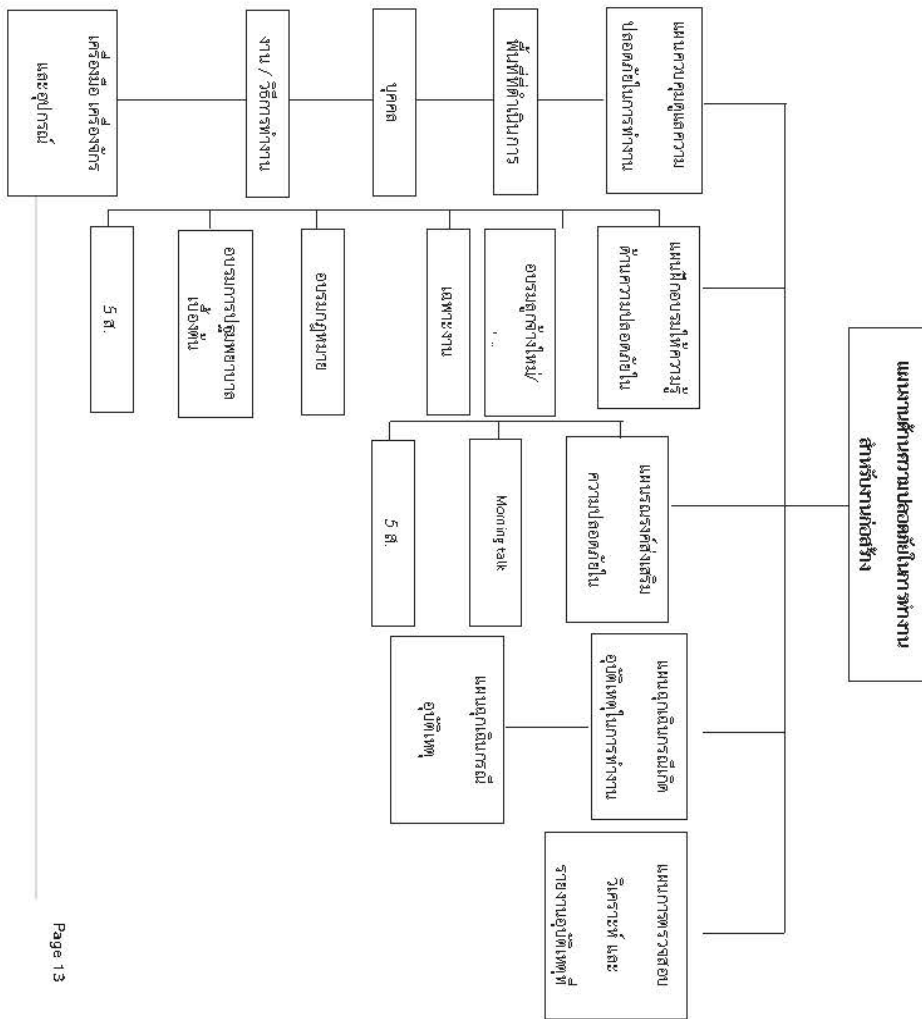 แผนงานด้านความปลอดภัยในการทำงาน
สำหรับงานก่อสร้าง
แผนควบคุมดูแลความ
ปลอดภัยในการทำงาน
พื้นที่ที่ดำเนินการ
บุคคล
งาน / วิธีการทำงาน
เครื่องมือ เครื่องจักร
และอุปกรณ์
แผนฝึกอบรมให้ความรู้
ด้านความปลอดภัยใน
อบรมลูกจ้างใหม่/
เฉพาะงาน
อบรมกฎหมาย
อบรมการปฐมพยาบาล
เบื้องต้น
5 ส.
แผนรณรงค์ส่งเสริม
ความปลอดภัยใน
Morning talk
5 ส.
แผนฉุกเฉินกรณีเกิด
อุบัติเหตุในการทำงาน
แผนฉุกเฉินกรณี
อุบัติเหตุ
แผนการตรวจสอบ
วิเคราะห์ และ
รายงานอุบัติเหตุที่
Page 13